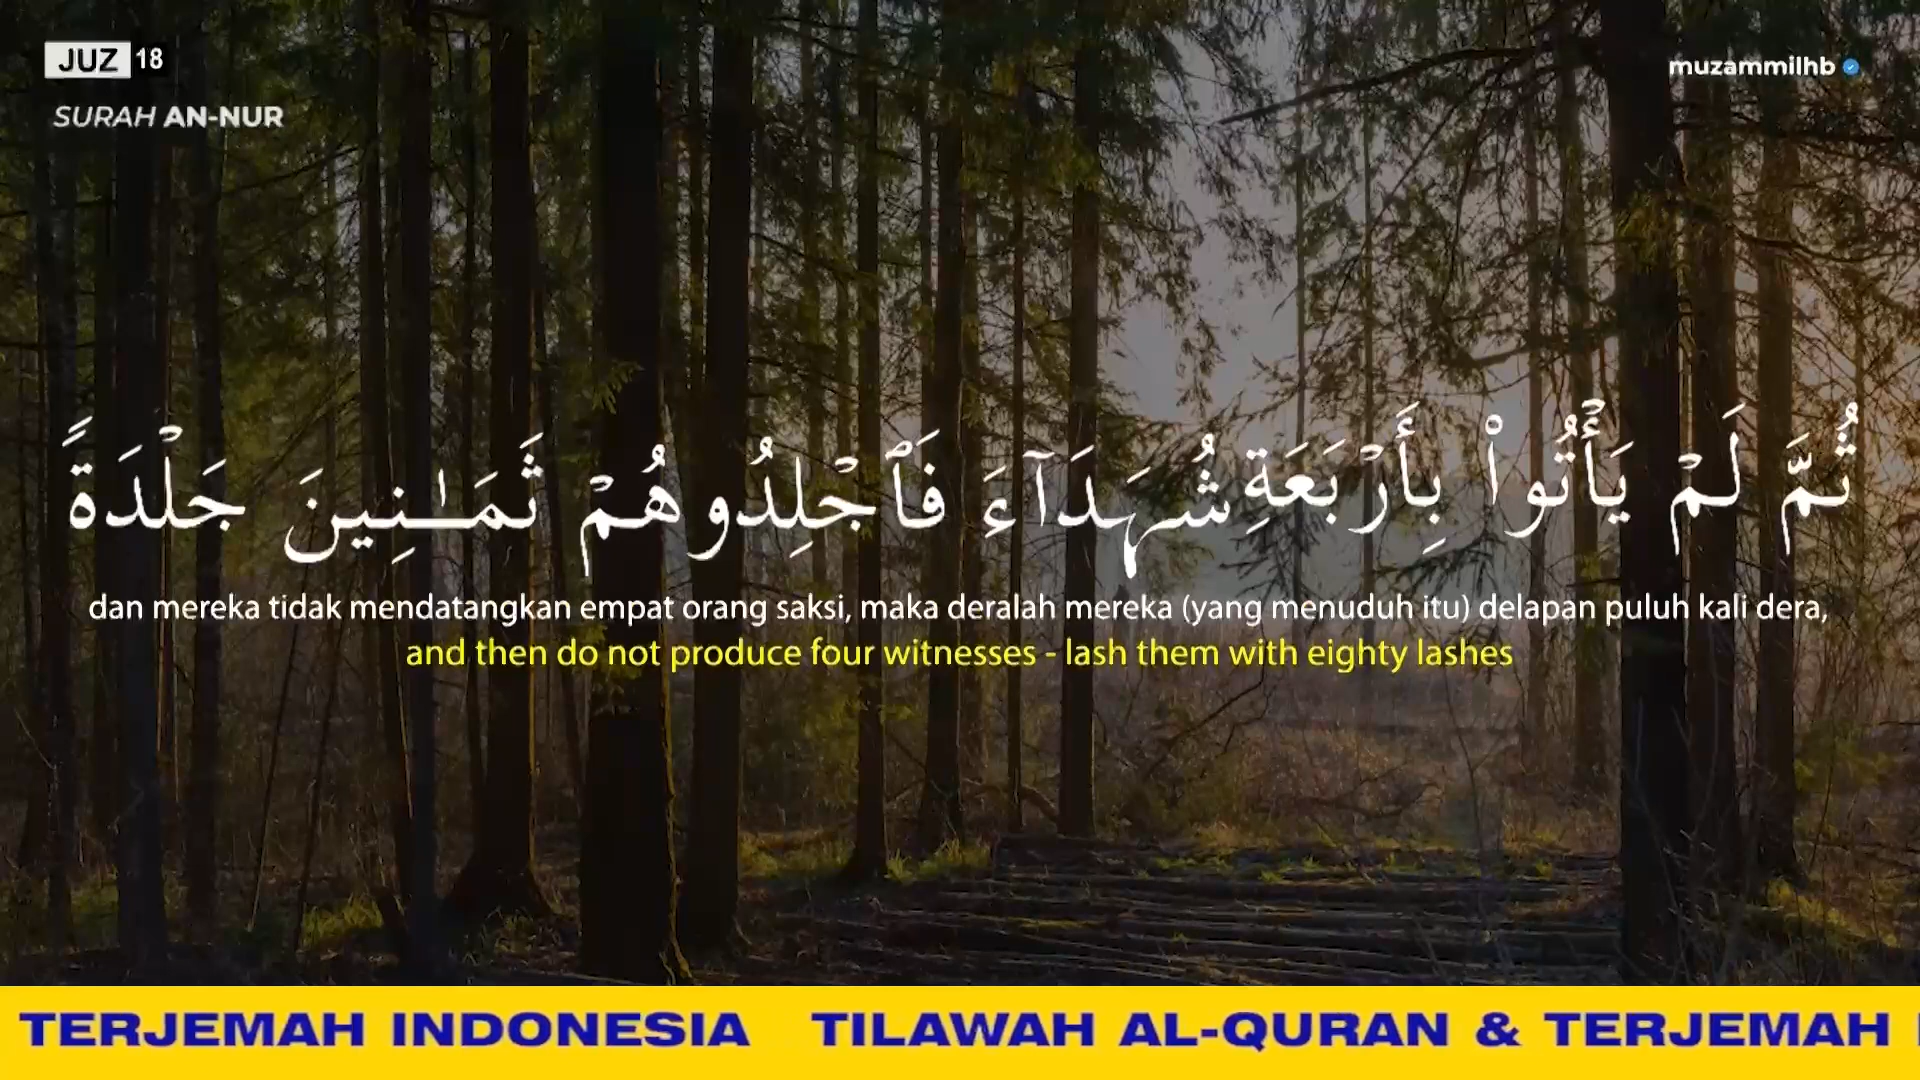 JUZ 18
muzammilhb
SURAH AN-NUR
ثُمَّ لَمْ يَأْتُوا۟ بِأَرْبَعَةِ شُهَدَآءَ فَٱجْلِدُوهُمْ ثَمَـٰنِينَ جَلْدَةً
dan mereka tidak mendatangkan empat orang saksi, maka deralah mereka (yang menuduh itu) delapan puluh kali dera,
and then do not produce four witnesses - lash them with eighty lashes
TERJEMAH INDONESIA TILAWAH AL-QURAN & TERJEMAH